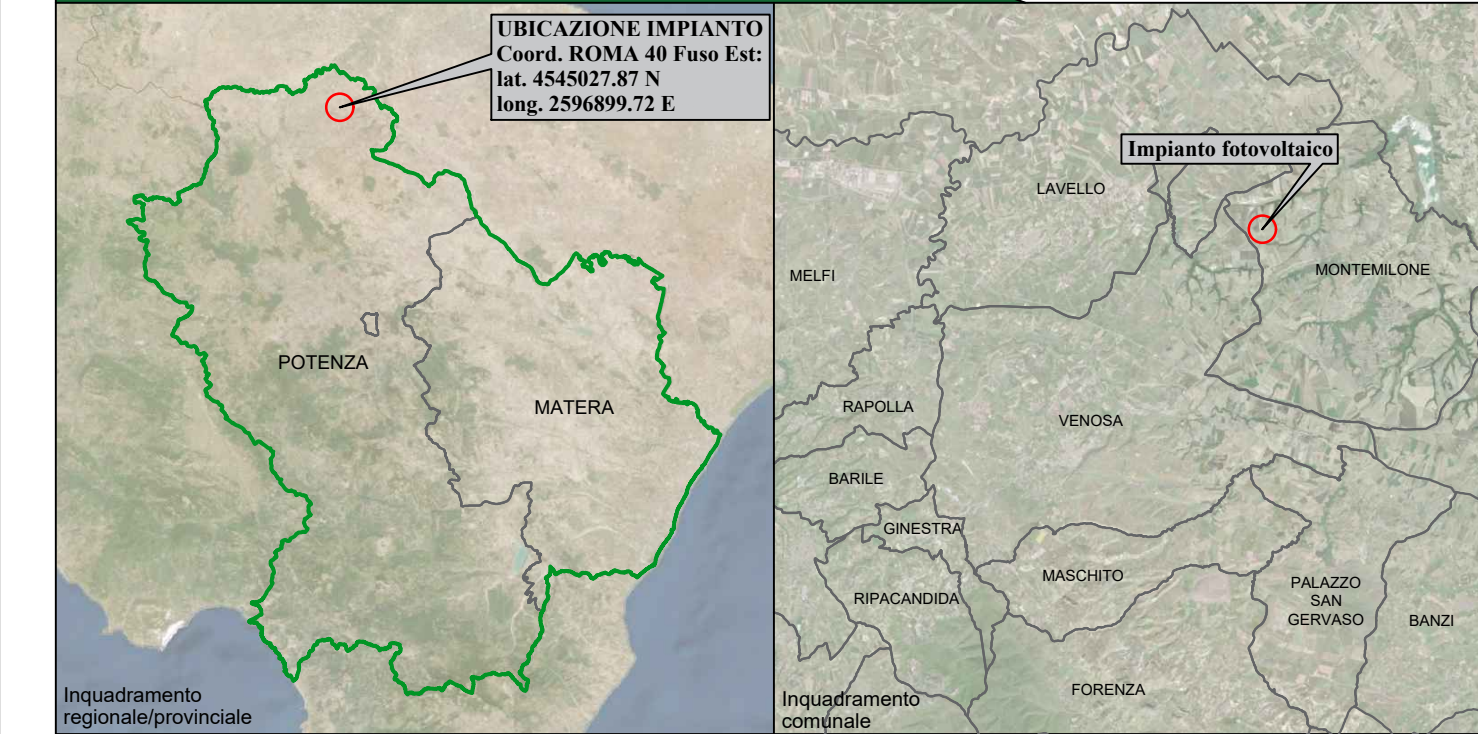 UBICAZIONE IMPIANTO
Coord. ROMA 40 Fuso Est:
lat. 4545027.87 N
long. 2596899.72 E
POTENZA
MATERA
Inquadramento
regionale/provinciale
Impianto fotovoltaico
LAVELLO
MELFI
MONTEMILONE
RAPOLLA
VENOSA
BARILE
GINESTRA
MASCHITO
RIPACANDIDA
PALAZZO
SAN
GERVASO
BANZI
FORENZA
Inquadramento
comunale